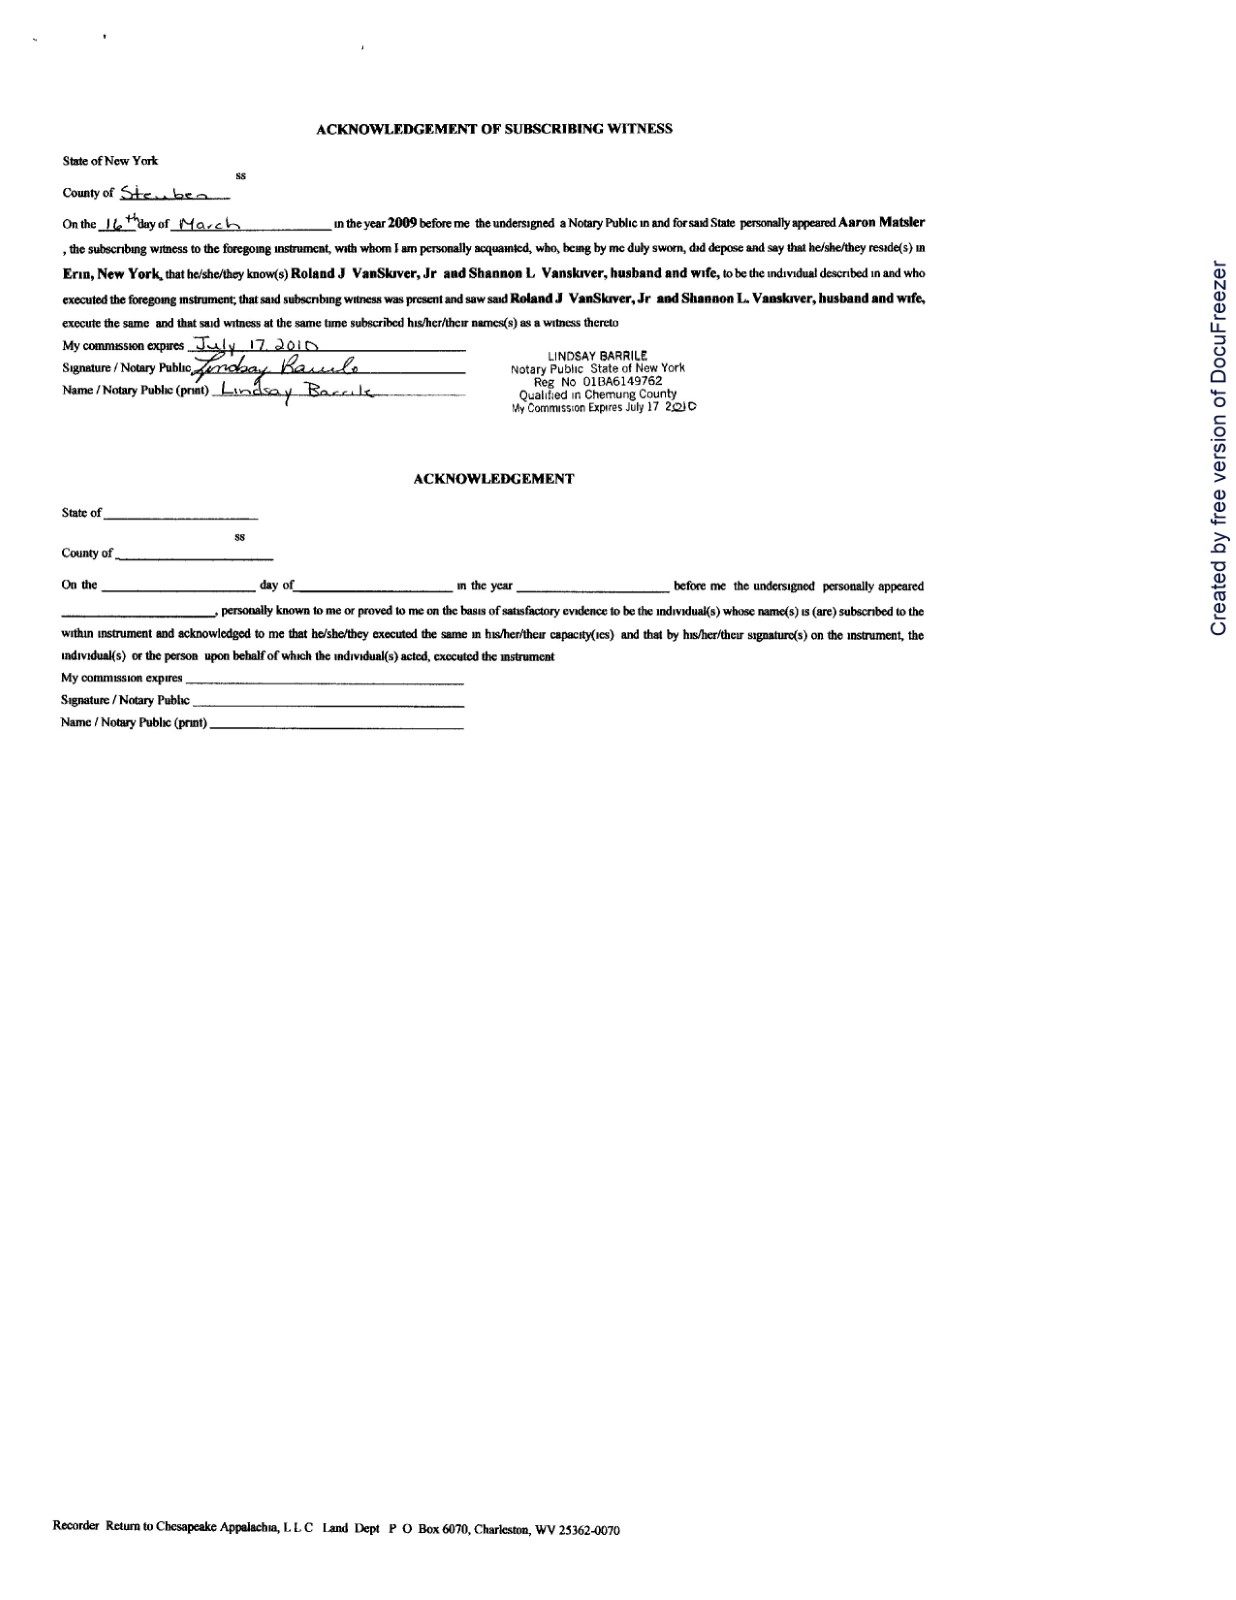 ACKNOWLEDGEMENT OF SUBSCRIBING WITNESS
State of New York
ss
County of Steuben
On the 16th day of March in the year 2009 before me the undersigned a Notary Public in and for said State personally appeared Aaron Matsler
, the subscribing witness to the foregoing instrument, with whom I am personally acquainted, who, being by me duly sworn, did depose and say that he/she/they reside(s) in
Erin, New York, that he/she/they know(s) Roland J VanSkiver, Jr and Shannon L Vanskiver, husband and wife, to be the individual described in and who
executed the foregoing instrument; that said subscribing witness was present and saw said Roland J VanSkiver, Jr and Shannon L. Vanskiver, husband and wife,
execute the same and that said witness at the same time subscribed his/her/their names(s) as a witness thereto
My commission expires July 17 2010
Signature / Notary Public Lindsay Barrile
Name / Notary Public (print) Lindsay Barrile
LINDSAY BARRILE
Notary Public State of New York
Reg No 01BA6149762
Qualified in Chemung County
My Commission Expires July 17 2010
ACKNOWLEDGEMENT
State of
ss
County of
On the day of in the year before me the undersigned personally appeared
, personally known to me or proved to me on the basis of satisfactory evidence to be the individual(s) whose name(s) is (are) subscribed to the
within instrument and acknowledged to me that he/she/they executed the same in his/her/their capacity(ies) and that by his/her/their signature(s) on the instrument, the
individual(s) or the person upon behalf of which the individual(s) acted, executed the instrument
My commission expires
Signature / Notary Public
Name / Notary Public (print)
Recorder Return to Chesapeake Appalachia, L L C Land Dept P O Box 6070, Charleston, WV 25362-0070
Created by free version of DocuFreezer